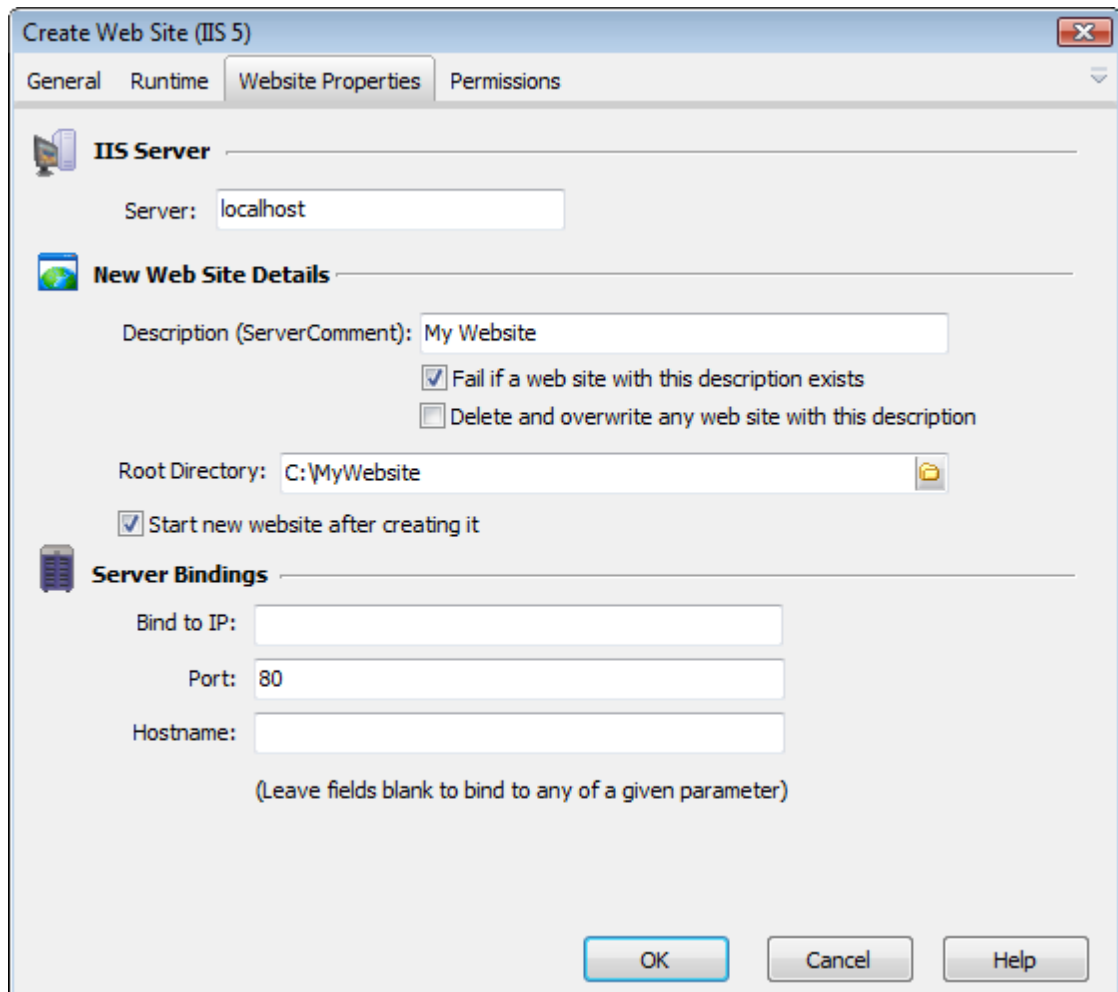 Create Web Site (IIS 5)
General Runtime Website Properties Permissions
IIS Server
Server: localhost
New Web Site Details
Description (ServerComment): My Website
Fail if a web site with this description exists
Delete and overwrite any web site with this description
Root Directory: C:\MyWebsite
Start new website after creating it
Server Bindings
Bind to IP:
Port: 80
Hostname:
(Leave fields blank to bind to any of a given parameter)
OK Cancel Help